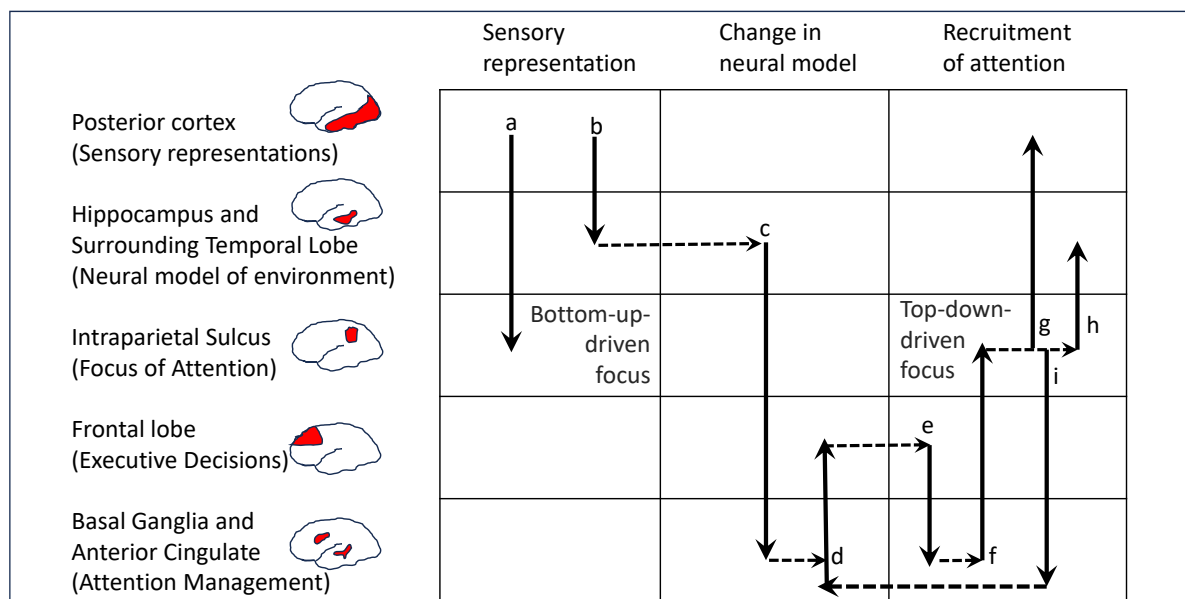 Sensory
representation
Change in
neural model
Recruitment
of attention
Posterior cortex
(Sensory representations)
a
b
Hippocampus and
Surrounding Temporal Lobe
(Neural model of environment)
c
Intraparietal Sulcus
(Focus of Attention)
Bottom-up-
driven
focus
Top-down-
driven
focus
g
h
i
Frontal lobe
(Executive Decisions)
e
Basal Ganglia and
Anterior Cingulate
(Attention Management)
d
f